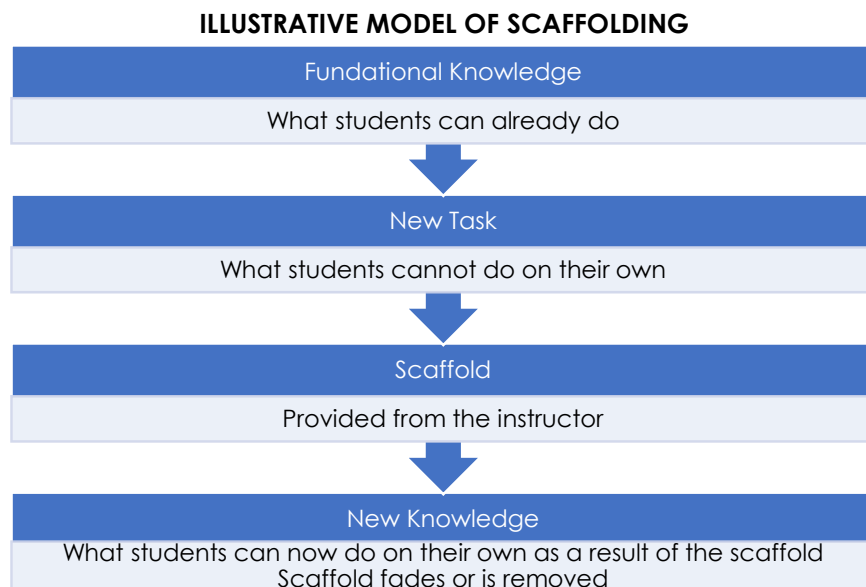 ILLUSTRATIVE MODEL OF SCAFFOLDING
Fundational Knowledge
What students can already do
New Task
What students cannot do on their own
Scaffold
Provided from the instructor
New Knowledge
What students can now do on their own as a result of the scaffold
Scaffold fades or is removed